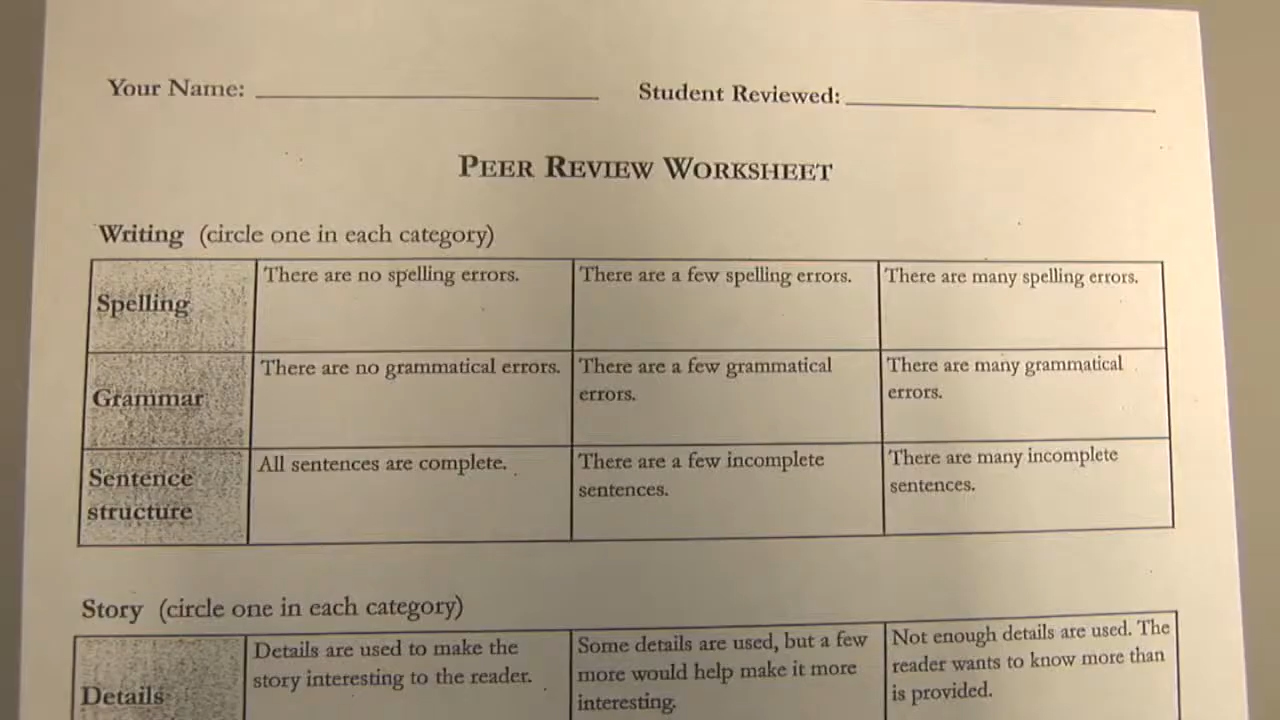 Your Name: Student Reviewed:
PEER REVIEW WORKSHEET
Writing (circle one in each category)
Spelling
There are no spelling errors.
There are a few spelling errors.
There are many spelling errors.
Grammar
There are no grammatical errors.
There are a few grammatical
errors.
There are many grammatical
errors.
Sentence
structure
All sentences are complete.
There are a few incomplete
sentences.
There are many incomplete
sentences.
Story (circle one in each category)
Details
Details are used to make the
story interesting to the reader.
Some details are used, but a few
more would help make it more
interesting.
Not enough details are used. The
reader wants to know more than
is provided.